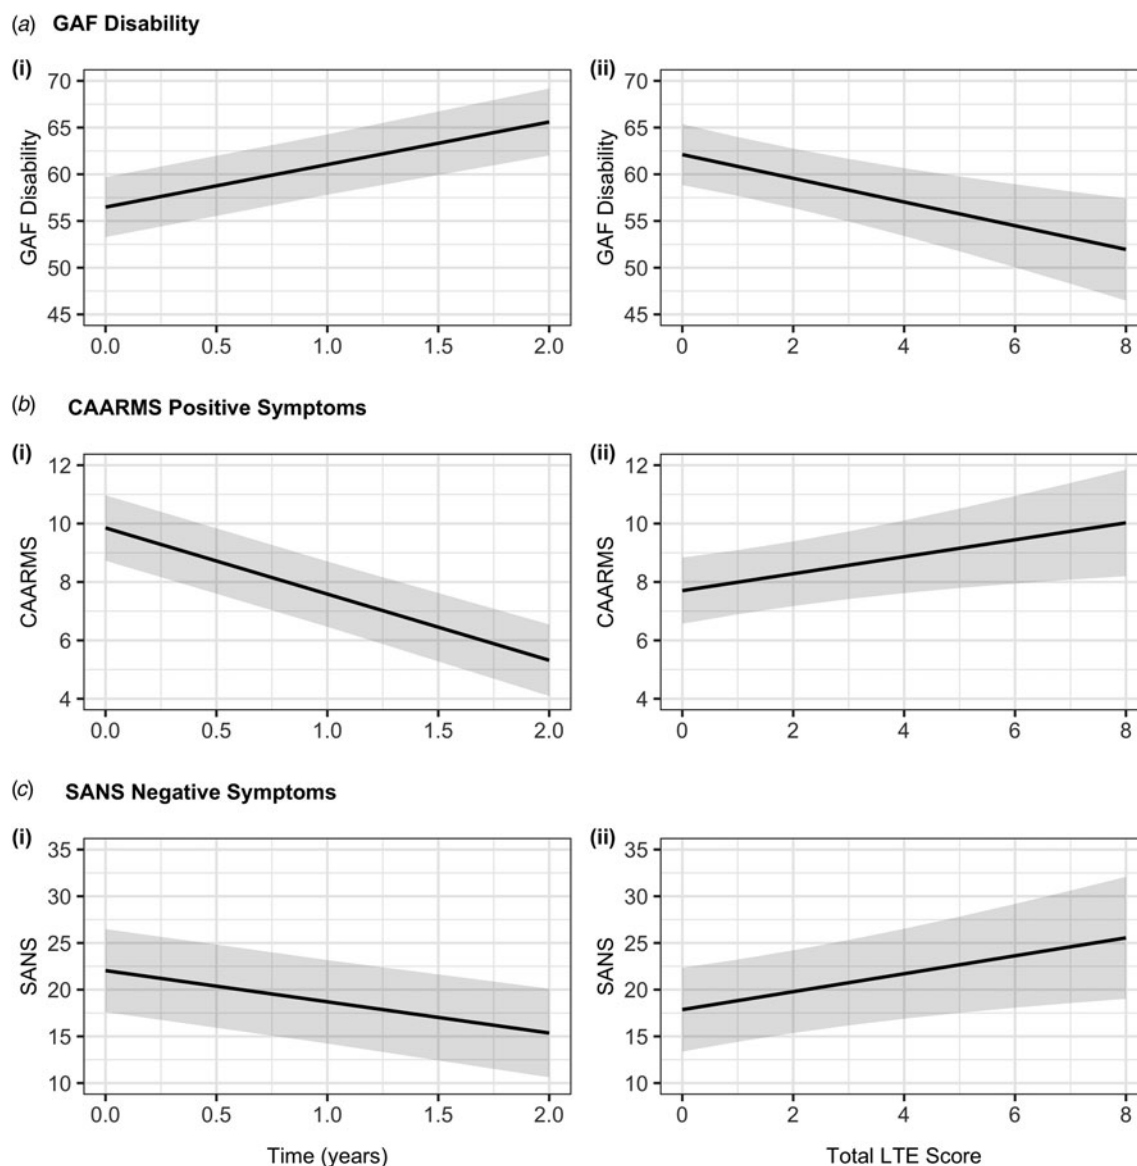 (a) GAF Disability
(i)
GAF Disability
70
65
60
55
50
45
0.0 0.5 1.0 1.5 2.0
(ii)
GAF Disability
70
65
60
55
50
45
0 2 4 6 8
(b) CAARMS Positive Symptoms
(i)
CAARMS
12
10
8
6
4
0.0 0.5 1.0 1.5 2.0
(ii)
CAARMS
12
10
8
6
4
0 2 4 6 8
(c) SANS Negative Symptoms
(i)
SANS
35
30
25
20
15
10
0.0 0.5 1.0 1.5 2.0
Time (years)
(ii)
SANS
35
30
25
20
15
10
0 2 4 6 8
Total LTE Score